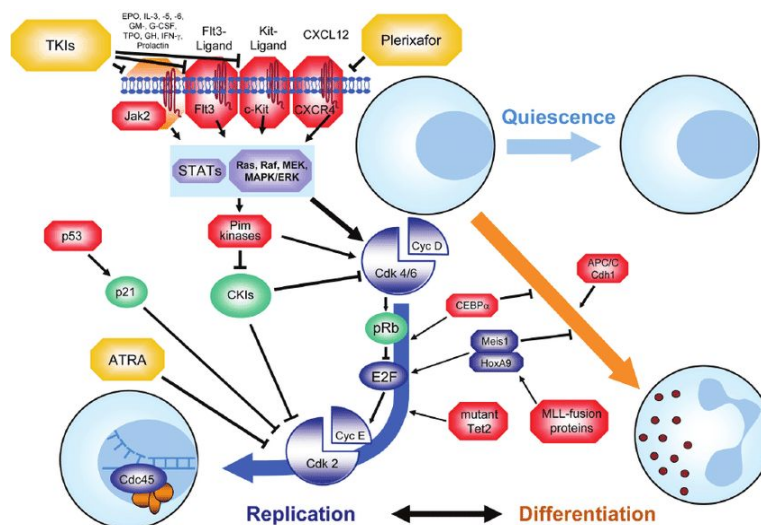 TKIs
EPO, IL-3, -5, -6,
GM-, G-CSF,
TPO, GH, IFN-γ,
Prolactin
Flt3-
Ligand
Kit-
Ligand
CXCL12
Plerixafor
Jak2
Flt3
c-Kit
CXCR4
Quiescence
STATs
Ras, Raf, MEK,
MAPK/ERK
p53
Pim
kinases
Cyc D
Cdk 4/6
APC/C
Cdh1
p21
CKIs
CEBPα
pRb
Meis1
HoxA9
ATRA
E2F
mutant
Tet2
MLL-fusion
proteins
Cyc E
Cdk 2
Cdc45
Replication
Differentiation